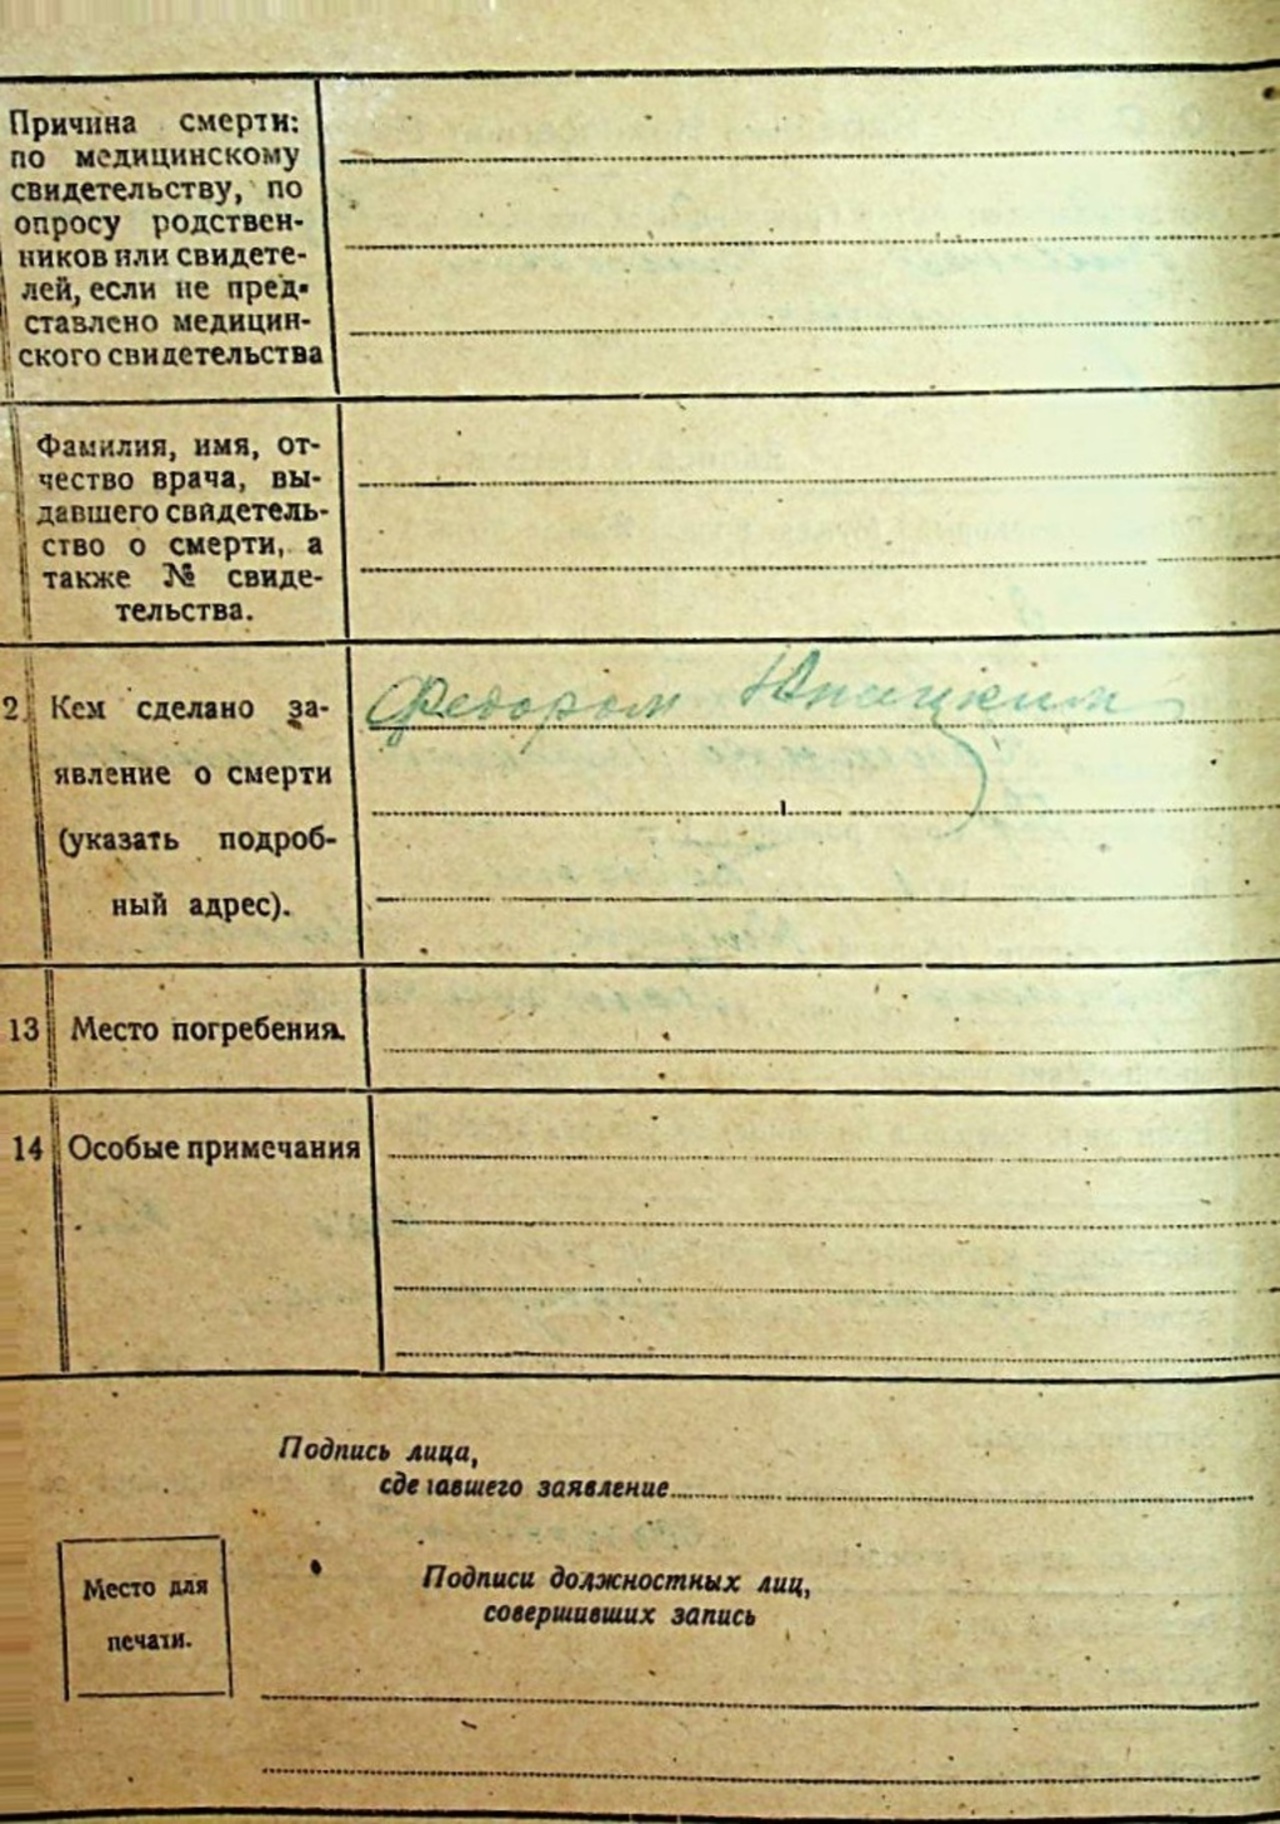 Причина смерти:
по медицинскому
свидетельству, по
опросу родствен-
ников или свидете-
лей, если не пред-
ставлено медицин-
ского свидетельства
Фамилия, имя, от-
чество врача, вы-
давшего свидетель-
ство о смерти, а
также № свиде-
тельства.
2 Кем сделано за-
явление о смерти
(указать подроб-
ный адрес).
Федором
13 Место погребения.
14 Особые примечания
Подпись лица,
сделавшего заявление
Место для
печати.
Подписи должностных лиц,
совершивших запись